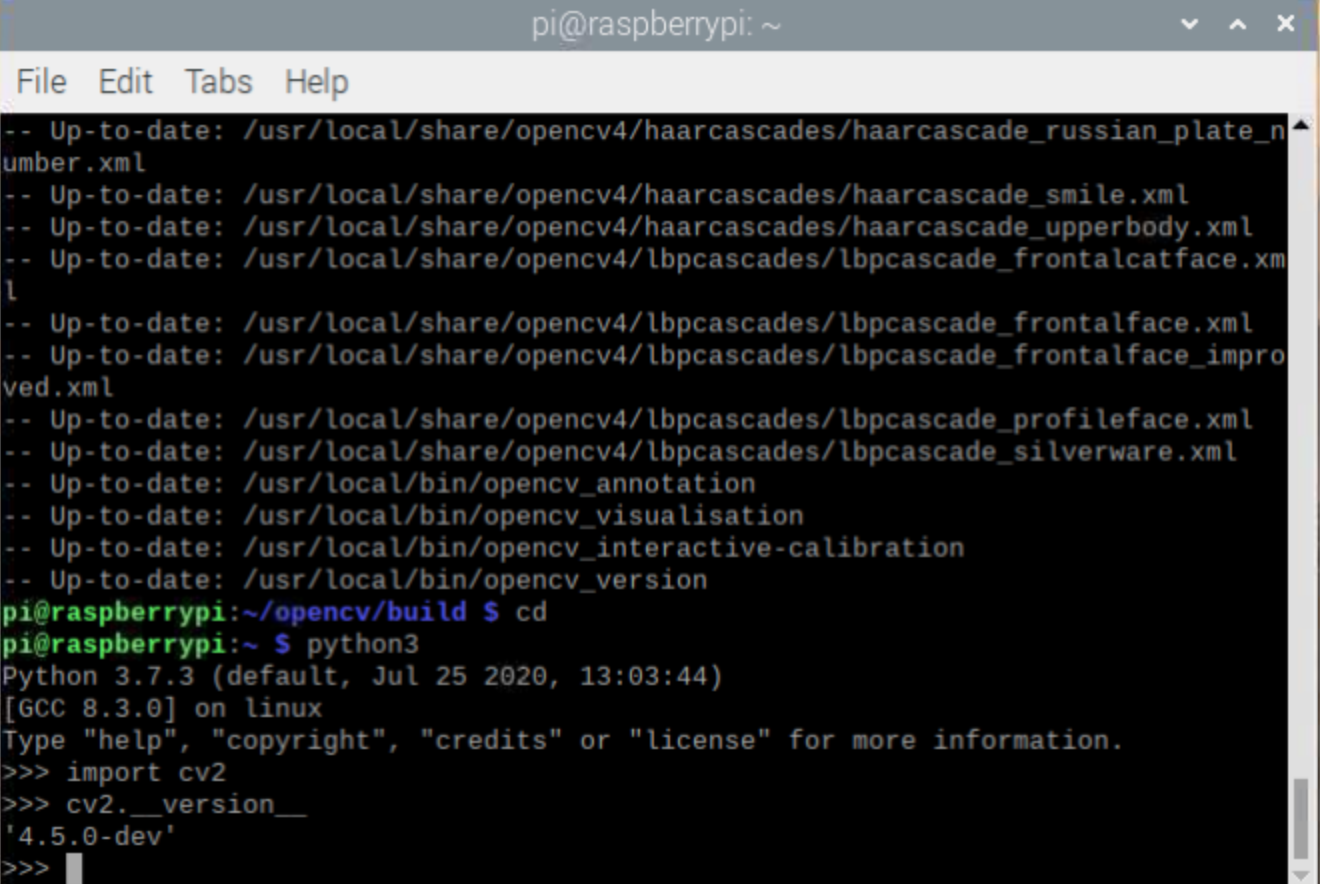 pi@raspberrypi: ~
File Edit Tabs Help
-- Up-to-date: /usr/local/share/opencv4/haarcascades/haarcascade_russian_plate_n
umber.xml
-- Up-to-date: /usr/local/share/opencv4/haarcascades/haarcascade_smile.xml
-- Up-to-date: /usr/local/share/opencv4/haarcascades/haarcascade_upperbody.xml
-- Up-to-date: /usr/local/share/opencv4/lbpcascades/lbpcascade_frontalcatface.xm
l
-- Up-to-date: /usr/local/share/opencv4/lbpcascades/lbpcascade_frontalface.xml
-- Up-to-date: /usr/local/share/opencv4/lbpcascades/lbpcascade_frontalface_impro
ved.xml
-- Up-to-date: /usr/local/share/opencv4/lbpcascades/lbpcascade_profileface.xml
-- Up-to-date: /usr/local/share/opencv4/lbpcascades/lbpcascade_silverware.xml
-- Up-to-date: /usr/local/bin/opencv_annotation
-- Up-to-date: /usr/local/bin/opencv_visualisation
-- Up-to-date: /usr/local/bin/opencv_interactive-calibration
-- Up-to-date: /usr/local/bin/opencv_version
pi@raspberrypi:~/opencv/build $ cd
pi@raspberrypi:~ $ python3
Python 3.7.3 (default, Jul 25 2020, 13:03:44)
[GCC 8.3.0] on linux
Type "help", "copyright", "credits" or "license" for more information.
>>> import cv2
>>> cv2.__version__
'4.5.0-dev'
>>>